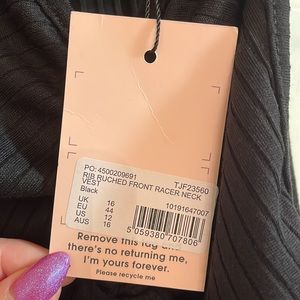 PO: 4500209691 TJF23560
RIB RUCHED FRONT RACER NECK
VEST
Black
UK 16 10191647007
EU 44
US 12
AUS 16
5 059380 707806
Remove this tag and
there's no returning me,
I'm yours forever.
Please recycle me